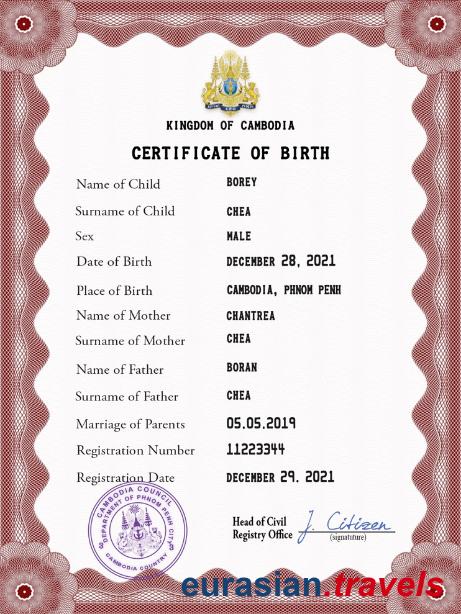 KINGDOM OF CAMBODIA
CERTIFICATE OF BIRTH
Name of Child BOREY
Surname of Child CHEA
Sex MALE
Date of Birth DECEMBER 28, 2021
Place of Birth CAMBODIA, PHNOM PENH
Name of Mother CHANTREA
Surname of Mother CHEA
Name of Father BORAN
Surname of Father CHEA
Marriage of Parents 05.05.2019
Registration Number 11223344
Registration Date DECEMBER 29. 2021
CAMBODIA COUNCIL
DEPARTMENT OF PHNOM PENH CITY
CAMBODIA COUNTRY
Head of Civil
Registry Office
J. Citizen
(signatuture)
eurasian.travels